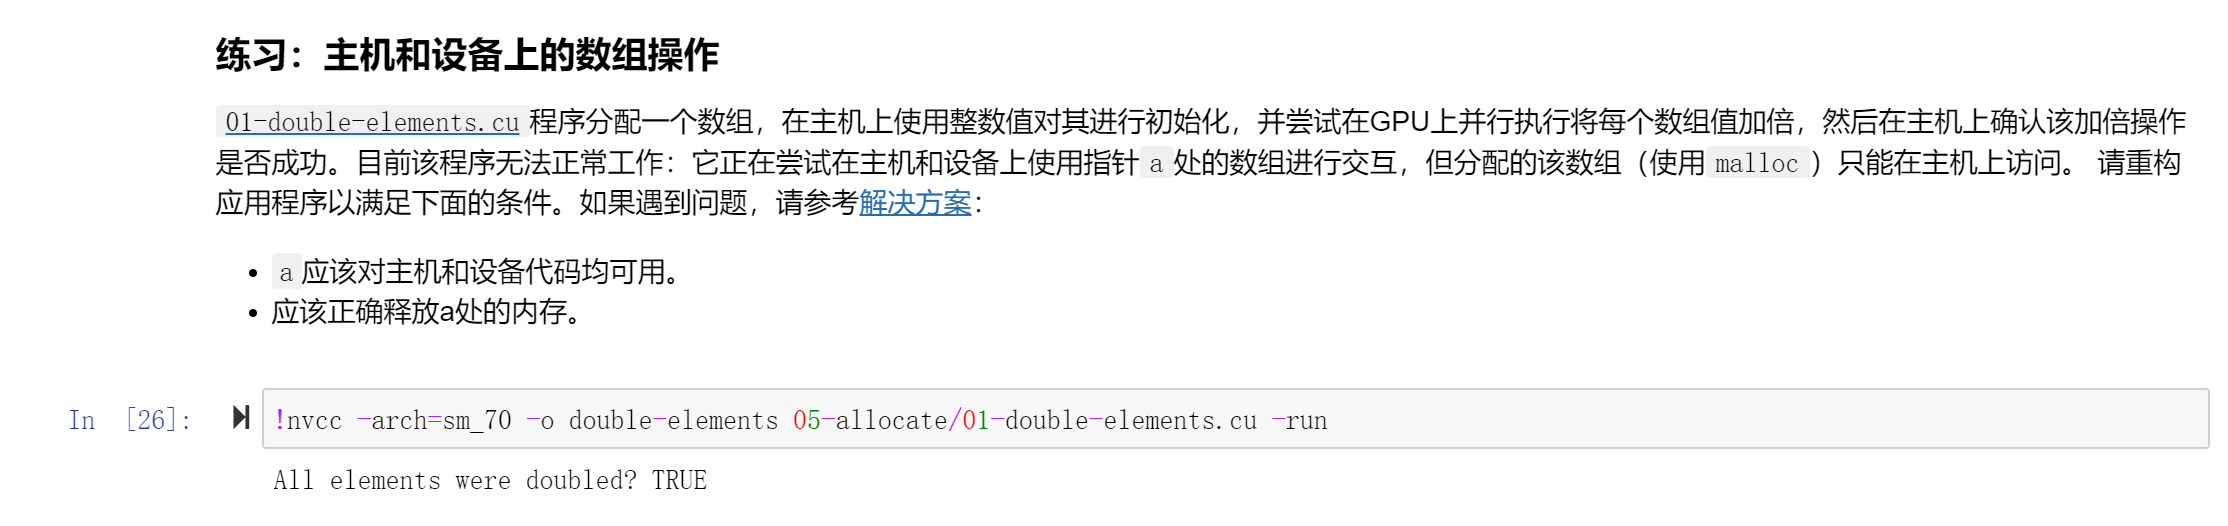 练习：主机和设备上的数组操作
01-double-elements.cu程序分配一个数组，在主机上使用整数值对其进行初始化，并尝试在GPU上并行执行将每个数组值加倍，然后在主机上确认该加倍操作
是否成功。目前该程序无法正常工作：它正在尝试在主机和设备上使用指针 a 处的数组进行交互，但分配的该数组（使用 malloc ）只能在主机上访问。 请重构
应用程序以满足下面的条件。如果遇到问题，请参考解决方案：
• a 应该对主机和设备代码均可用。
• 应该正确释放a处的内存。
In [26]: !nvcc -arch=sm_70 -o double-elements 05-allocate/01-double-elements.cu -run
All elements were doubled? TRUE